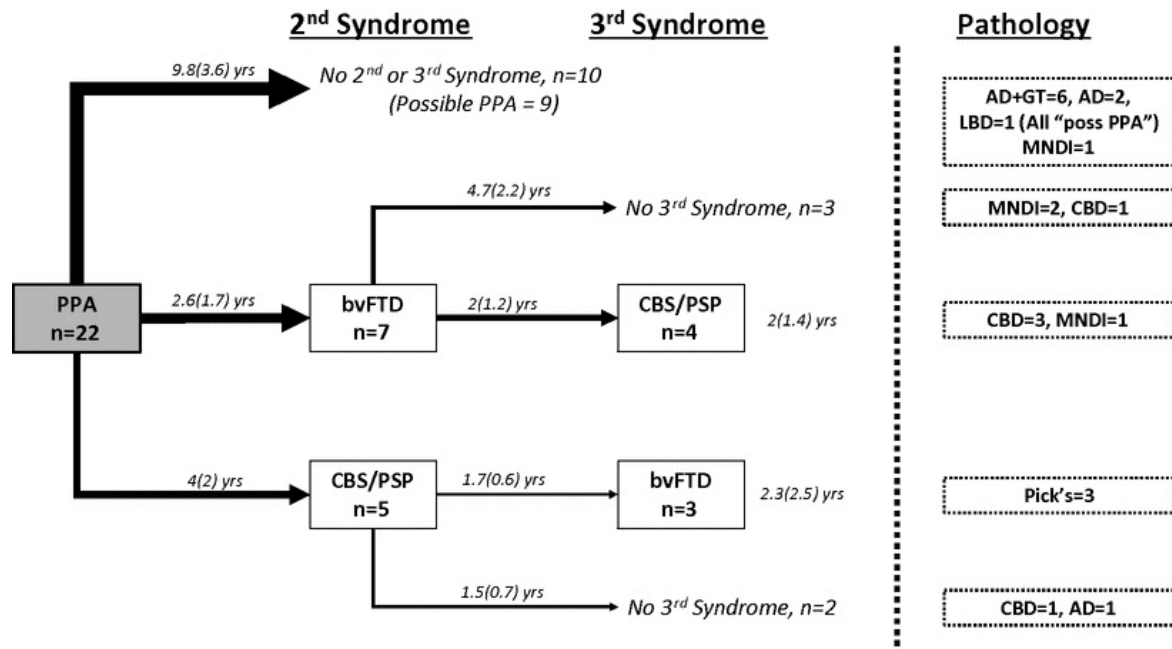 2nd Syndrome
3rd Syndrome
Pathology
9.8(3.6) yrs
No 2nd or 3rd Syndrome, n=10
(Possible PPA = 9)
AD+GT=6, AD=2,
LBD=1 (All "poss PPA")
MNDI=1
4.7(2.2) yrs
No 3rd Syndrome, n=3
MNDI=2, CBD=1
PPA
n=22
2.6(1.7) yrs
bvFTD
n=7
2(1.2) yrs
CBS/PSP
n=4
2(1.4) yrs
CBD=3, MNDI=1
4(2) yrs
CBS/PSP
n=5
1.7(0.6) yrs
bvFTD
n=3
2.3(2.5) yrs
Pick's=3
1.5(0.7) yrs
No 3rd Syndrome, n=2
CBD=1, AD=1